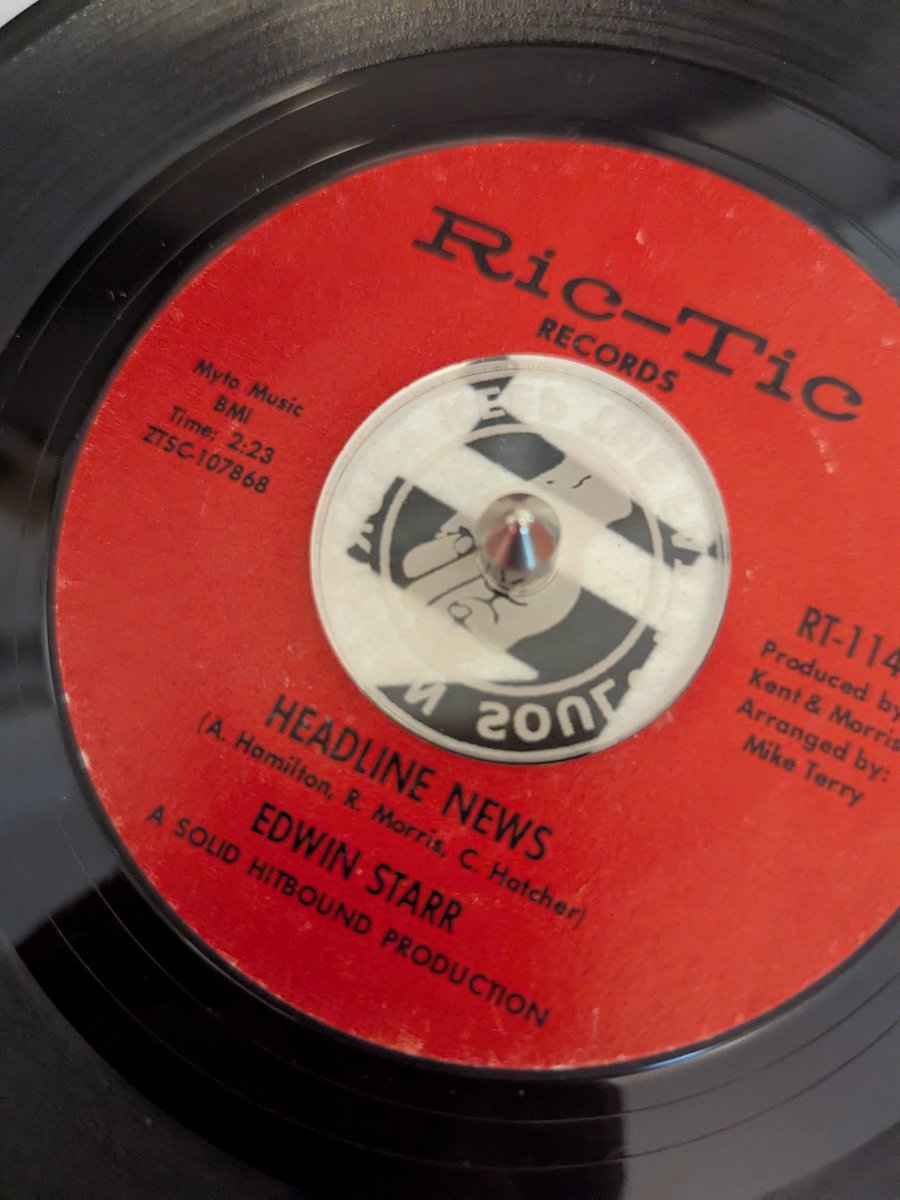 Ric-Tic
RECORDS
Myto Music
BMI
Time: 2:23
ZTSC-107868
RT-114
Produced by
Kent & Morris
Arranged by:
Mike Terry
SOUL
HEADLINE NEWS
(A. Hamilton, R. Morris, C. Hatcher)
EDWIN STARR
A SOLID HITBOUND PRODUCTION